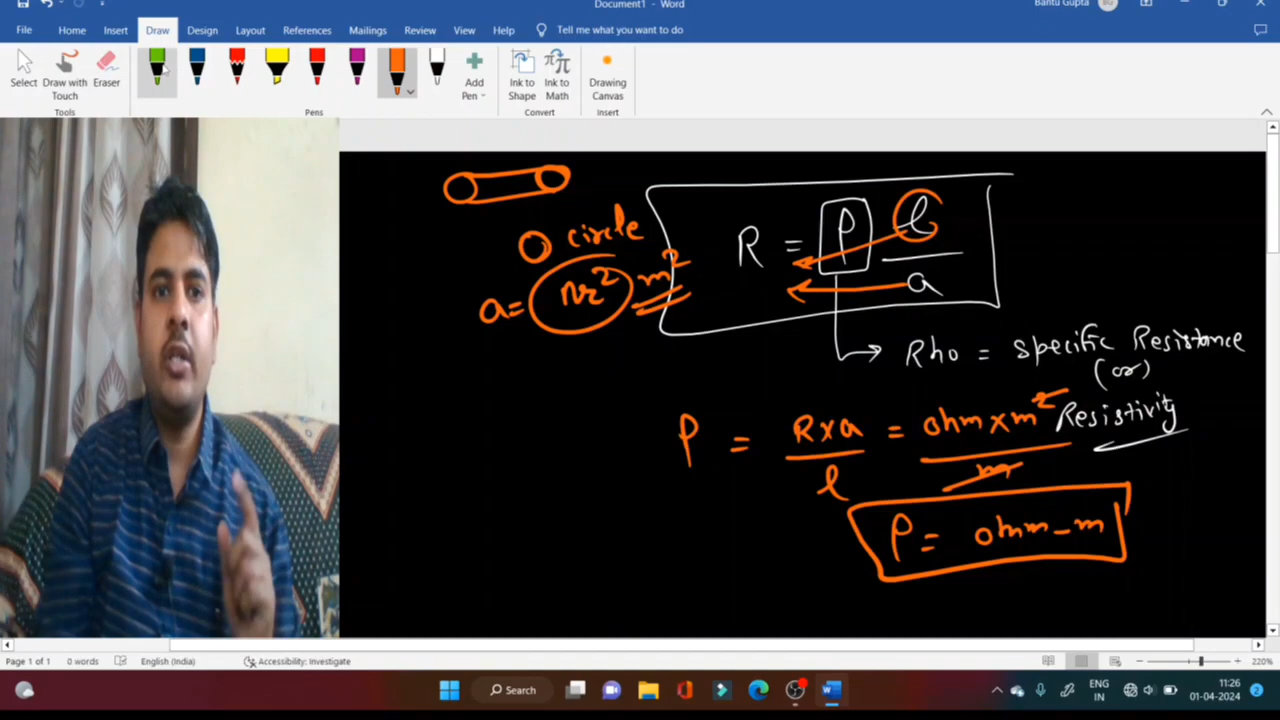 Document1 - Word
Bantu Gupta
BG
File Home Insert Draw Design Layout References Mailings Review View Help Tell me what you want to do
Select
Draw with Touch
Eraser
Add Pen
Ink to Shape
Ink to Math
Drawing Canvas
Tools
Pens
Convert
Insert
circle
a = πr² m²
R = ρ l / a
Rho = specific Resistance
(or)
Resistivity
ρ = R×a / l = ohm×m² / m
ρ = ohm-m
Page 1 of 1 0 words English (India) Accessibility: Investigate 220%
Search
ENG
IN
11:26
01-04-2024
2